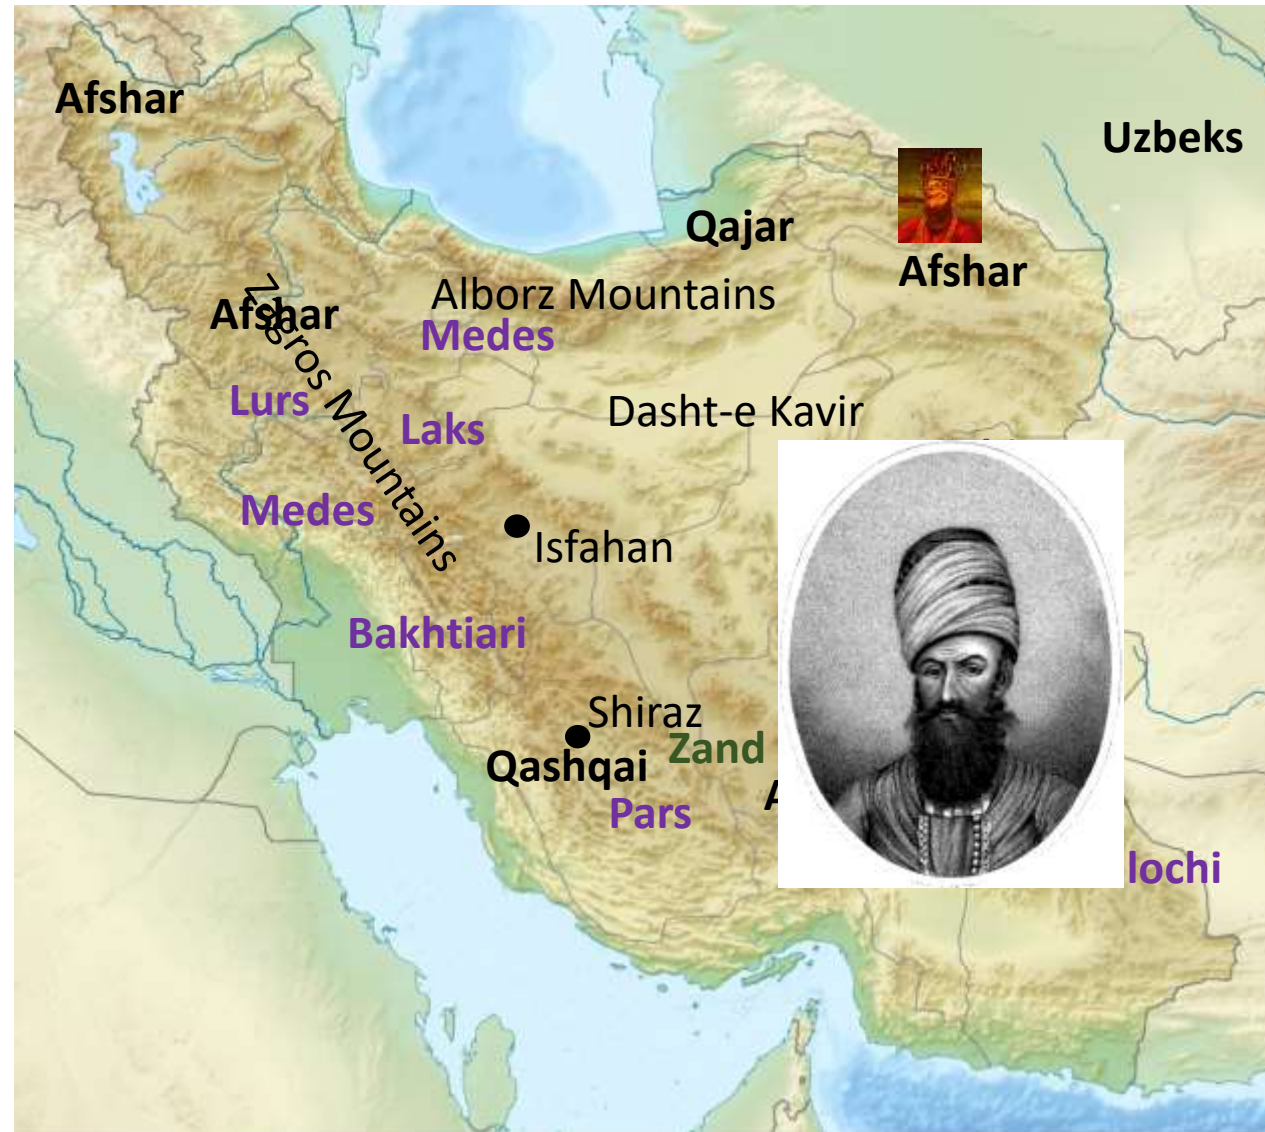 Afshar
Uzbeks
Qajar
Afshar
Alborz Mountains
Afshar
Zagros Mountains
Medes
Lurs
Laks
Dasht-e Kavir
Medes
Isfahan
Bakhtiari
Shiraz
Zand
Qashqai
Pars
A
lochi